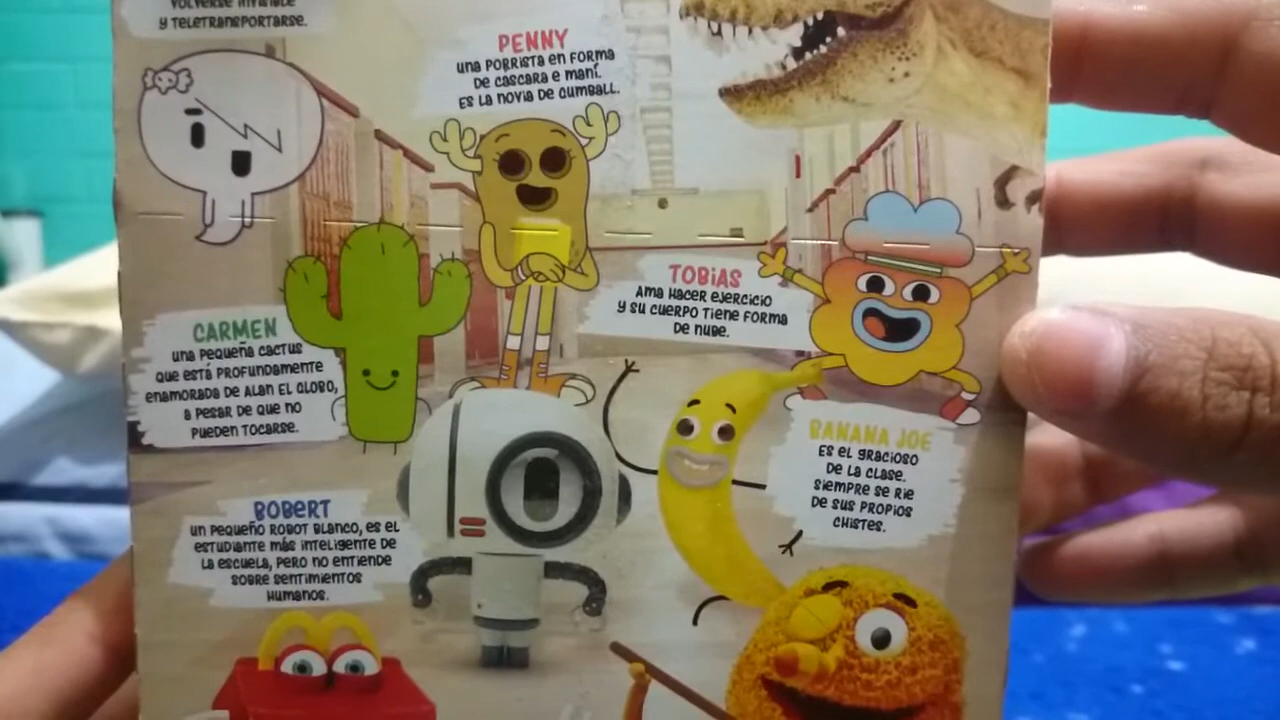 VOLVERSE INVISIBLE
Y TELETRANSPORTARSE.
PENNY
UNA PORRISTA EN FORMA
DE CASCARA E MANÍ.
ES LA NOVIA DE GUMBALL.
TOBIAS
AMA HACER EJERCICIO
Y SU CUERPO TIENE FORMA
DE NUBE.
CARMEN
UNA PEQUEÑA CACTUS
QUE ESTÁ PROFUNDAMENTE
ENAMORADA DE ALAN EL GLOBO,
A PESAR DE QUE NO
PUEDEN TOCARSE.
BANANA JOE
ES EL GRACIOSO
DE LA CLASE.
SIEMPRE SE RIE
DE SUS PROPIOS
CHISTES.
BOBERT
UN PEQUEÑO ROBOT BLANCO, ES EL
ESTUDIANTE MÁS INTELIGENTE DE
LA ESCUELA, PERO NO ENTIENDE
SOBRE SENTIMIENTOS
HUMANOS.